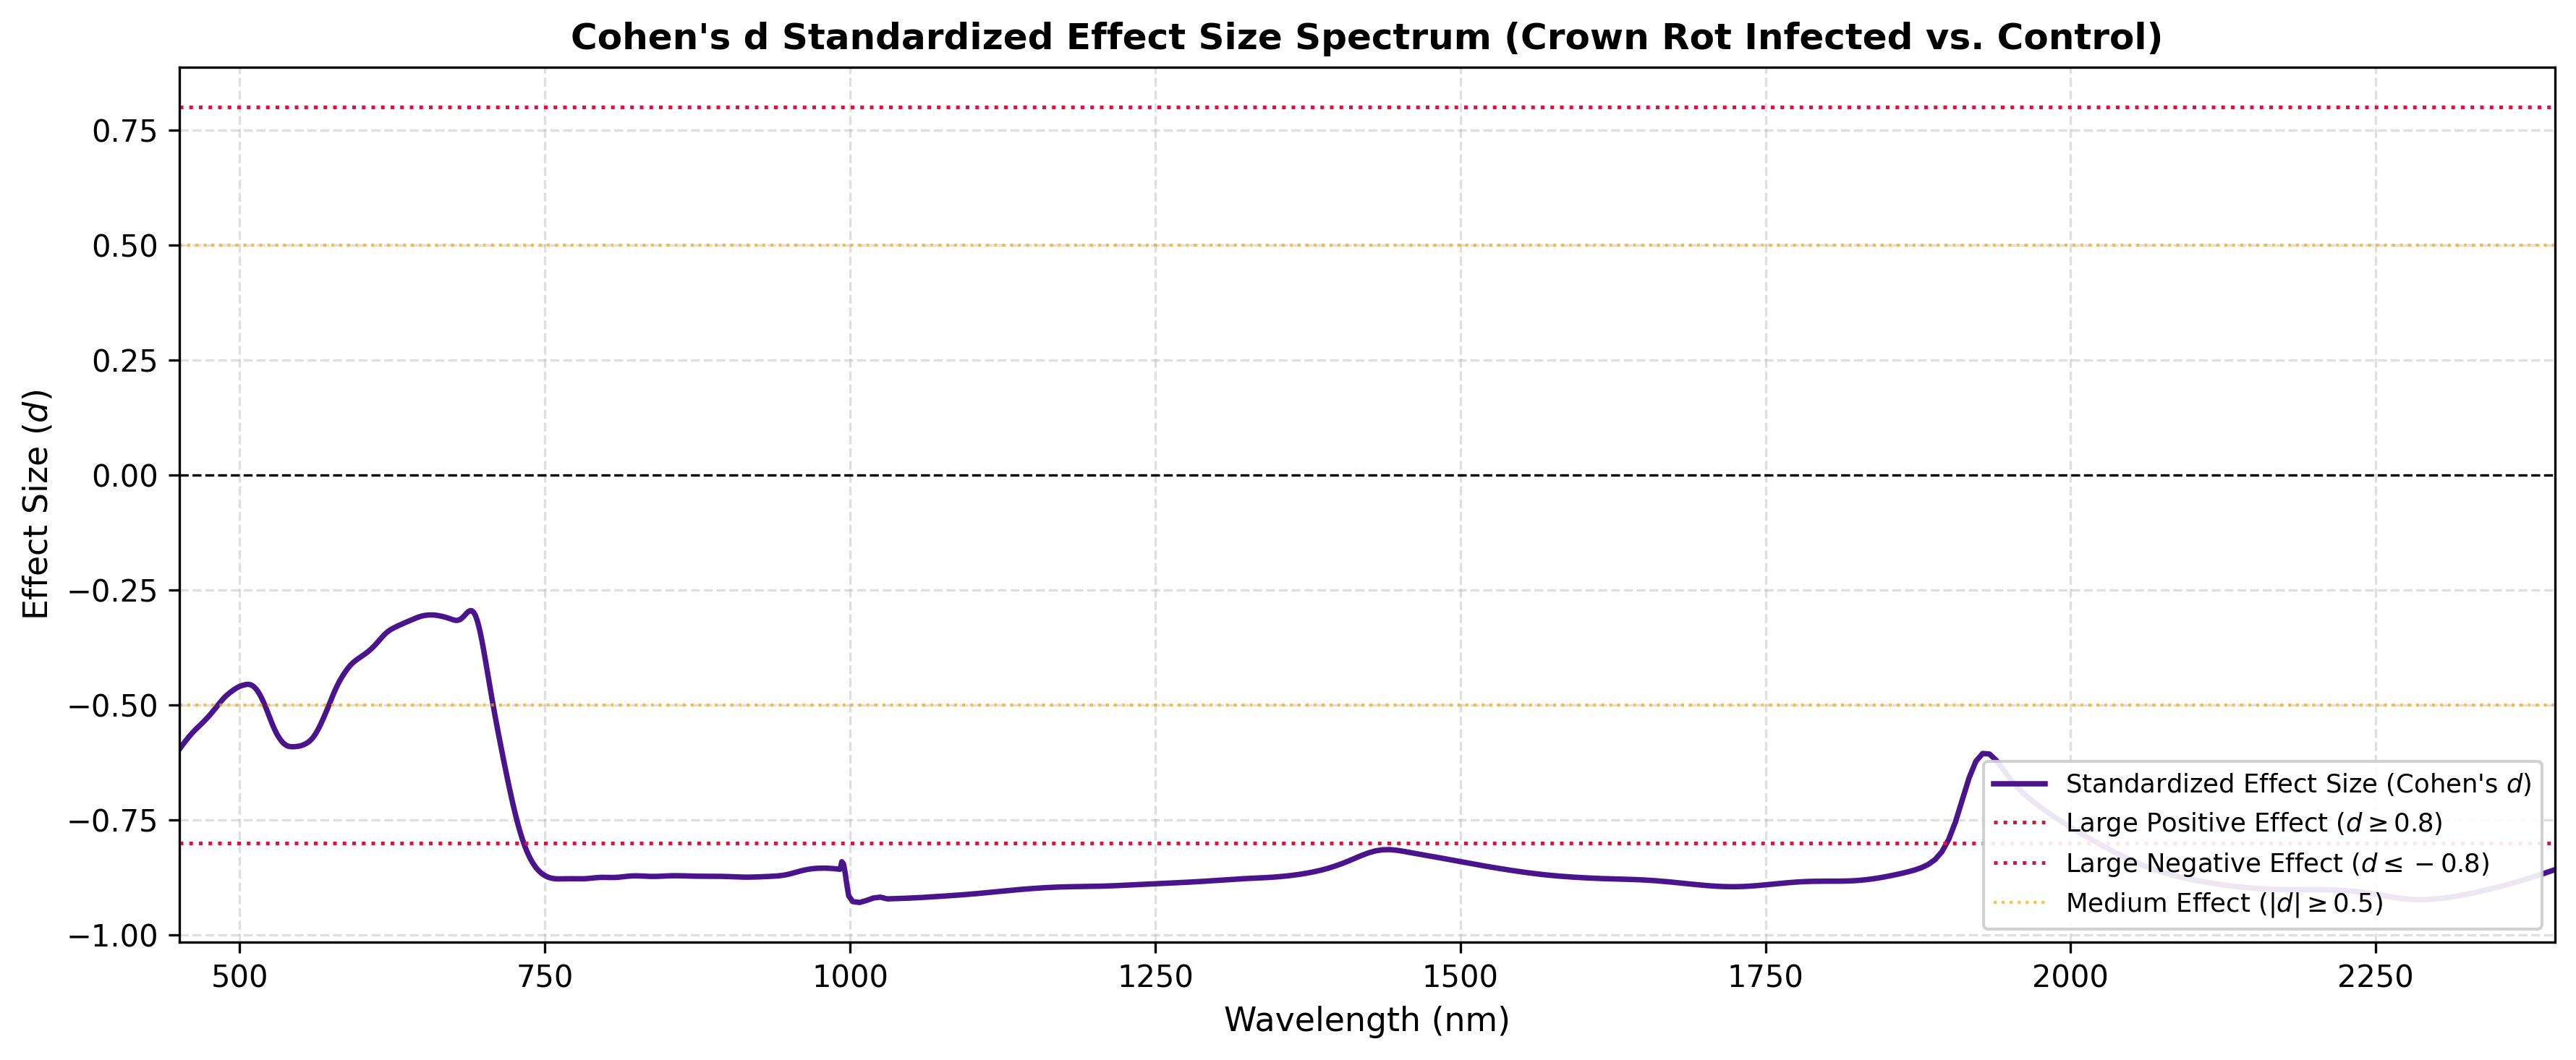 Cohen's d Standardized Effect Size Spectrum (Crown Rot Infected vs. Control)
Effect Size (d)
0.75
0.50
0.25
0.00
−0.25
−0.50
−0.75
−1.00
Standardized Effect Size (Cohen's d)
Large Positive Effect (d ≥ 0.8)
Large Negative Effect (d ≤ −0.8)
Medium Effect (|d| ≥ 0.5)
500 750 1000 1250 1500 1750 2000 2250
Wavelength (nm)